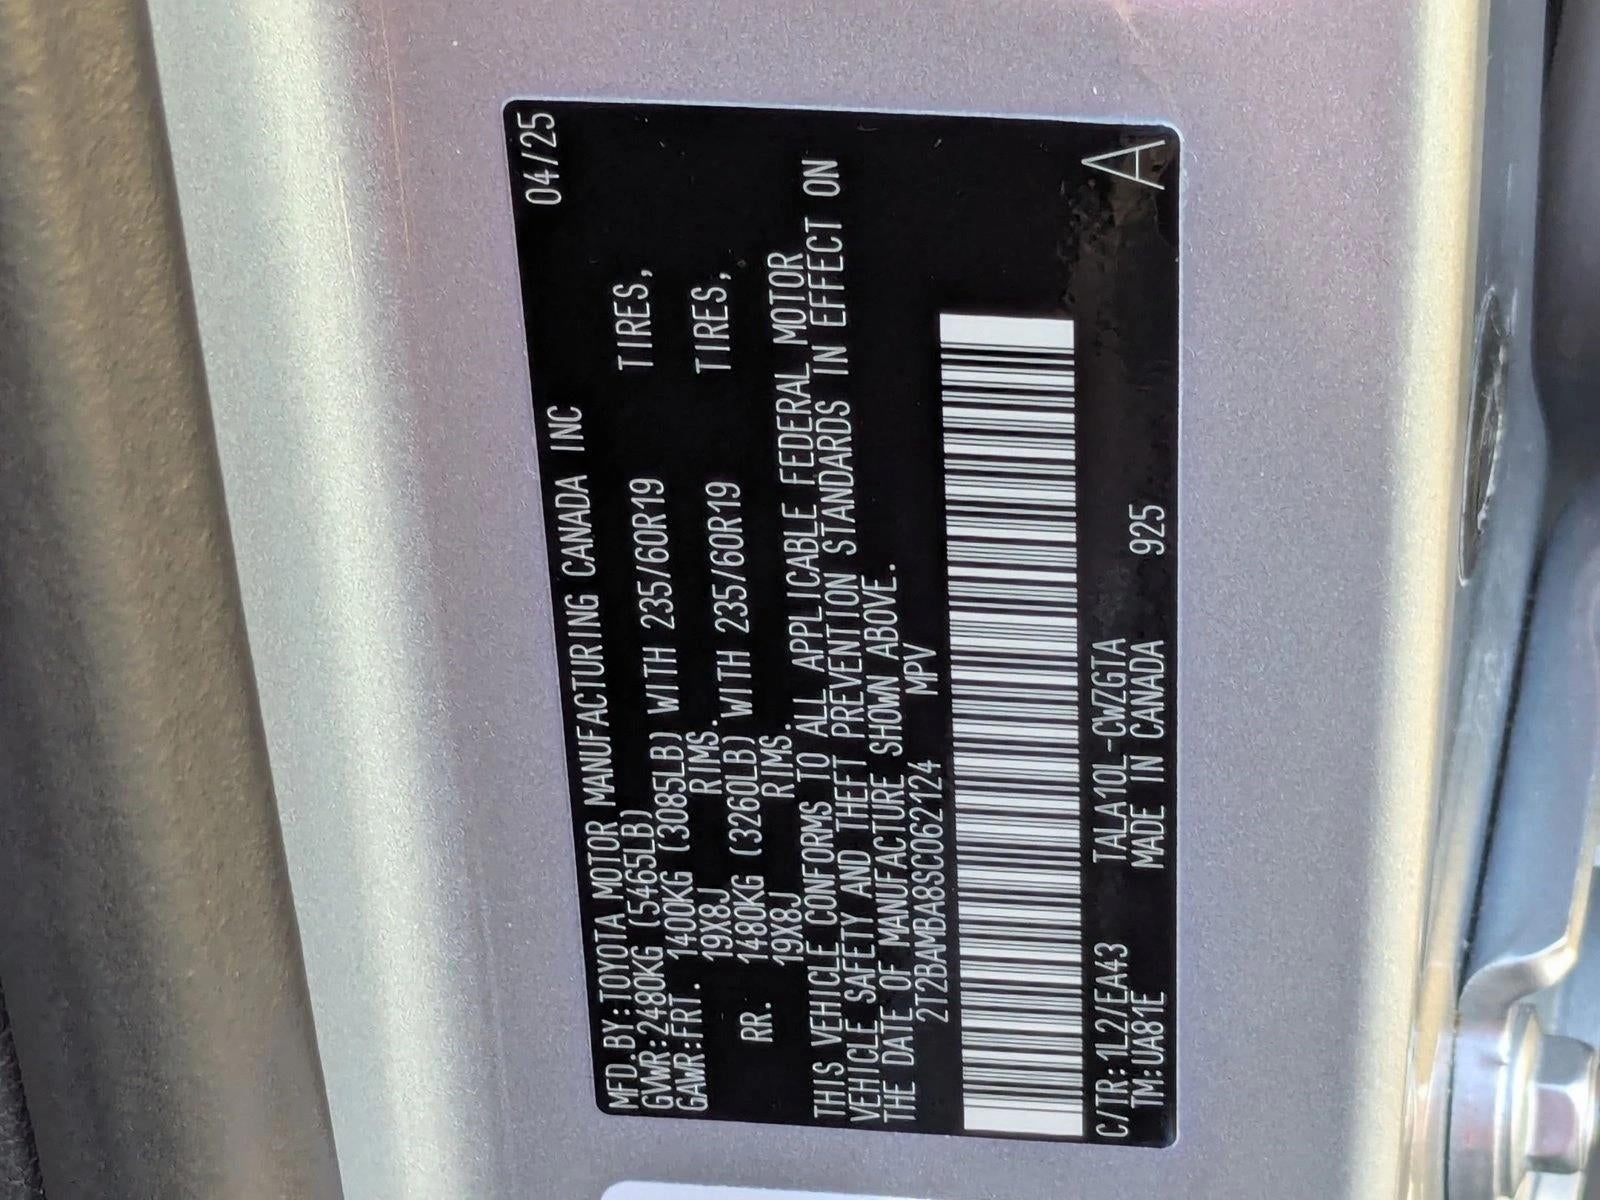 MFD.BY:TOYOTA MOTOR MANUFACTURING CANADA INC 04/25
GVWR:2480KG (5465LB)
GAWR:FRT. 1400KG (3085LB) WITH 235/60R19 TIRES,
19X8J RIMS.
RR. 1480KG (3260LB) WITH 235/60R19 TIRES,
19X8J RIMS.
THIS VEHICLE CONFORMS TO ALL APPLICABLE FEDERAL MOTOR
VEHICLE SAFETY AND THEFT PREVENTION STANDARDS IN EFFECT ON
THE DATE OF MANUFACTURE SHOWN ABOVE.
2T2BAMBA8SC062124 MPV
C/TR:1L2/EA43 TALA10L-CWZGTA
TM:UA81E MADE IN CANADA 925 A